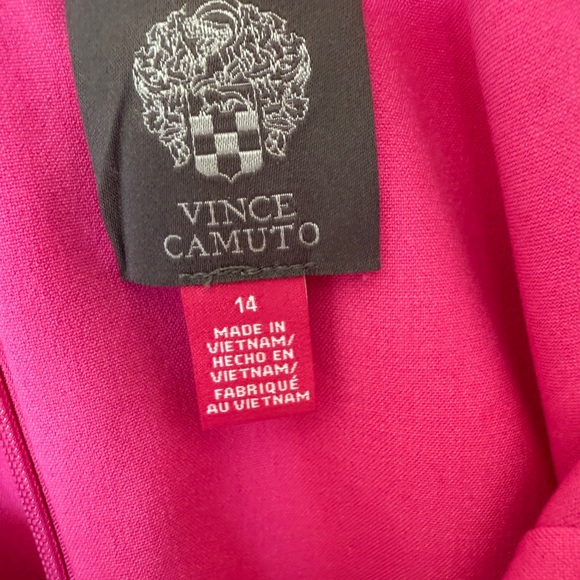 VINCE
CAMUTO
14
MADE IN
VIETNAM/
HECHO EN
VIETNAM/
FABRIQUÉ
AU VIETNAM